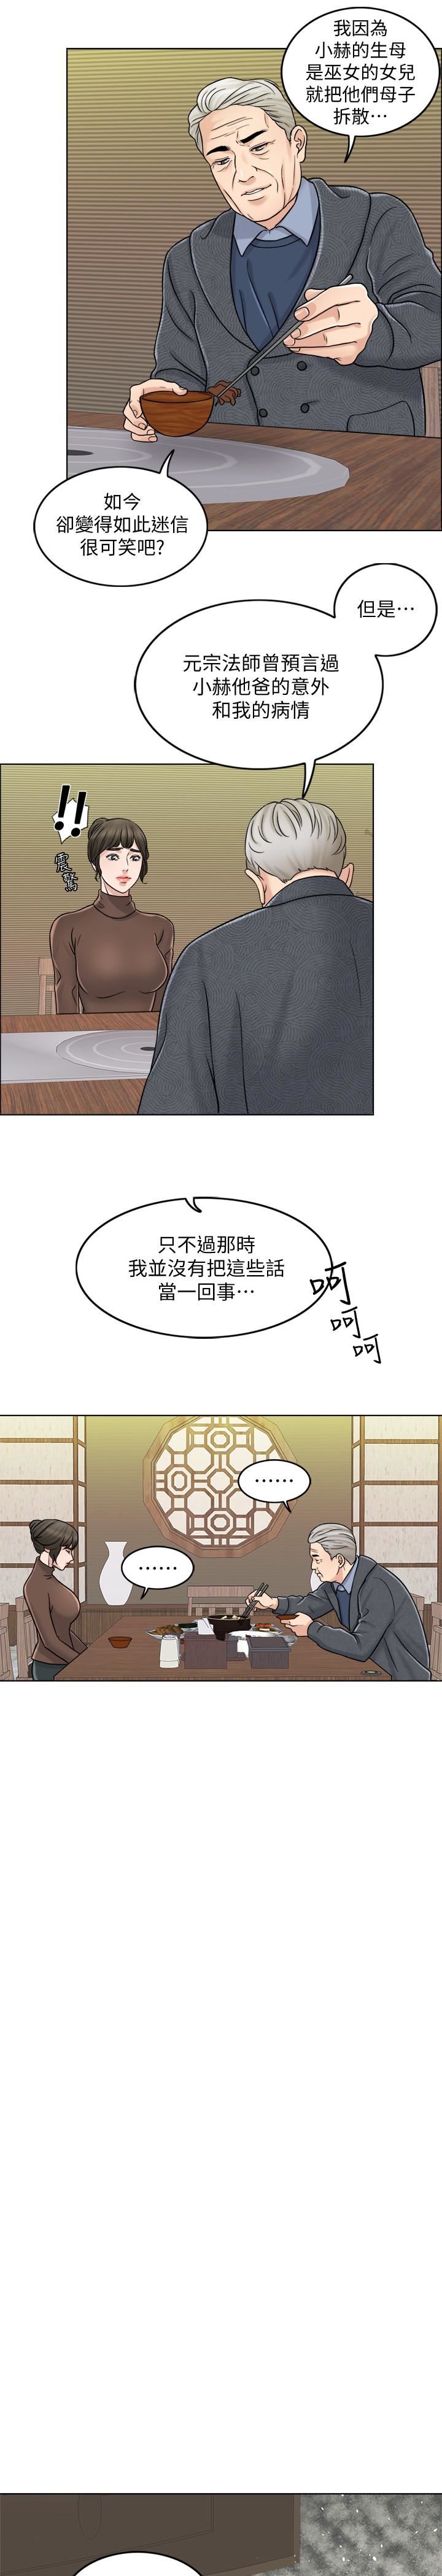 我因為
小赫的生母
是巫女的女兒
就把他們母子
拆散…
如今
卻變得如此迷信
很可笑吧?
但是…
元宗法師曾預言過
小赫他爸的意外
和我的病情
!!
震驚
只不過那時
我並沒有把這些話
當一回事…
呵
呵
呵
……
……